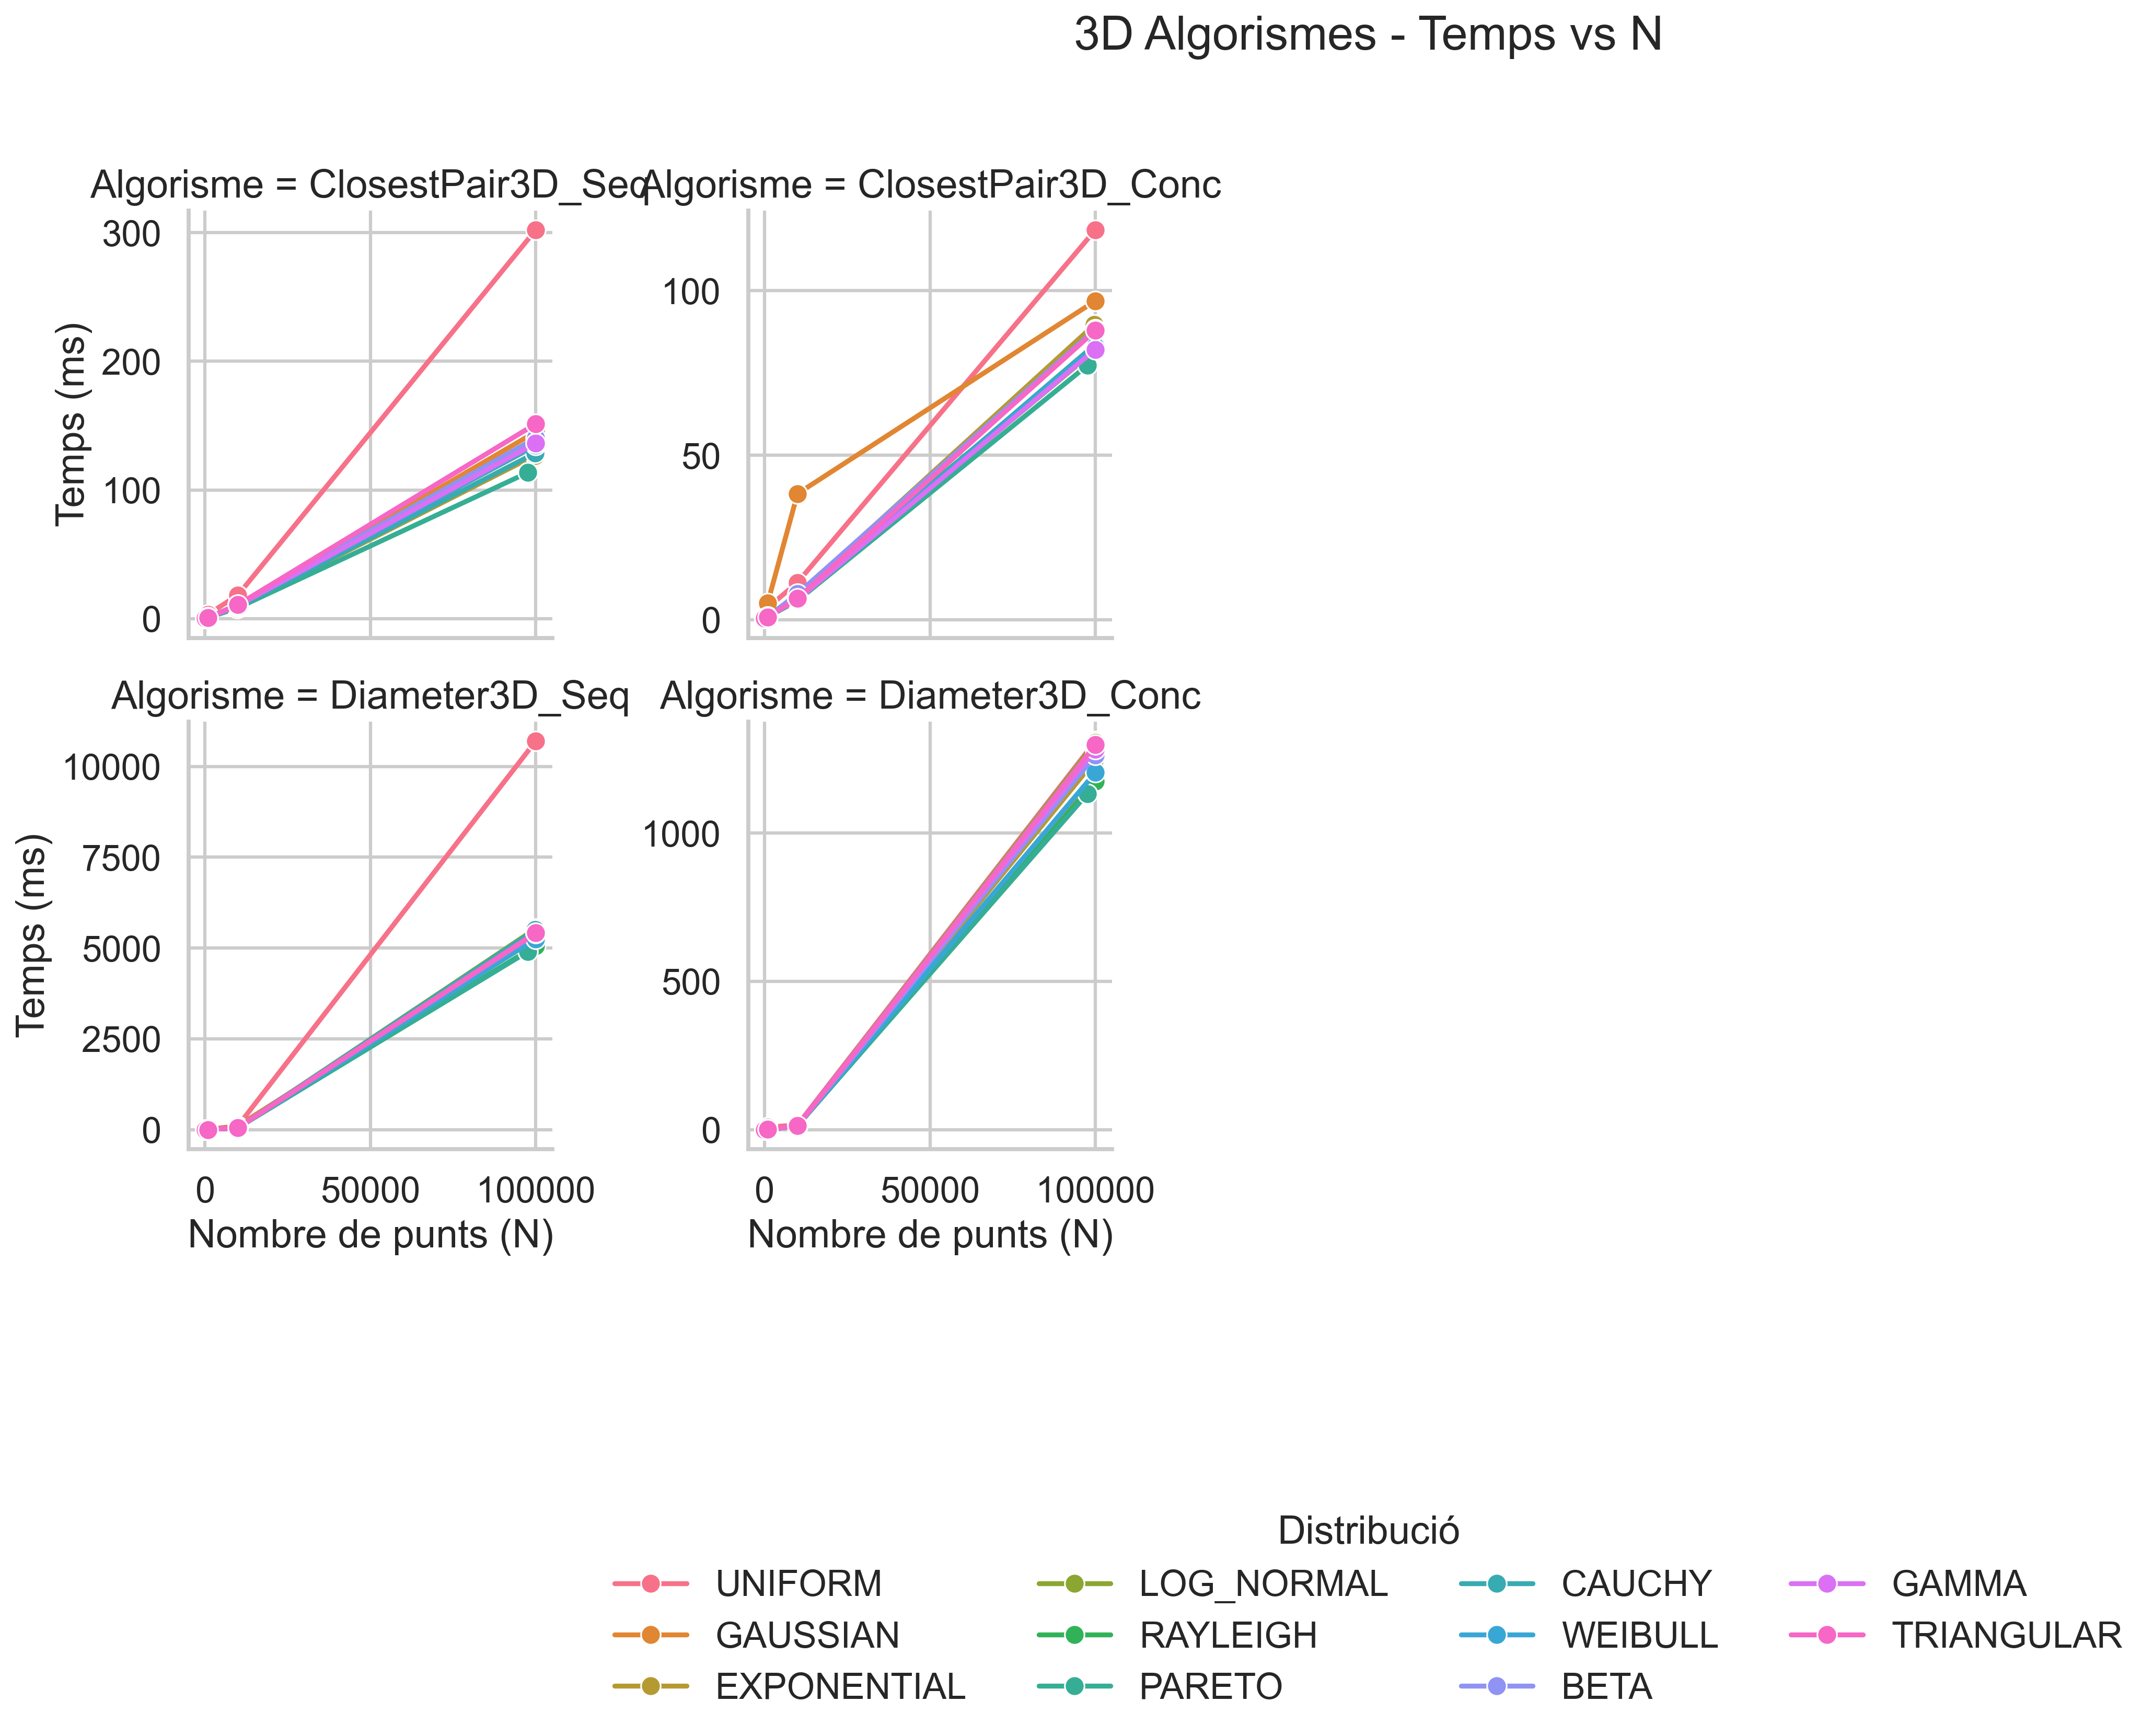 3D Algorismes - Temps vs N
Algorisme = ClosestPair3D_Seq
Algorisme = ClosestPair3D_Conc
300
200
100
0
Temps (ms)
100
50
0
Algorisme = Diameter3D_Seq
Algorisme = Diameter3D_Conc
10000
7500
5000
2500
0
Temps (ms)
1000
500
0
0 50000 100000
Nombre de punts (N)
0 50000 100000
Nombre de punts (N)
Distribució
UNIFORM
GAUSSIAN
EXPONENTIAL
LOG_NORMAL
RAYLEIGH
PARETO
CAUCHY
WEIBULL
BETA
GAMMA
TRIANGULAR